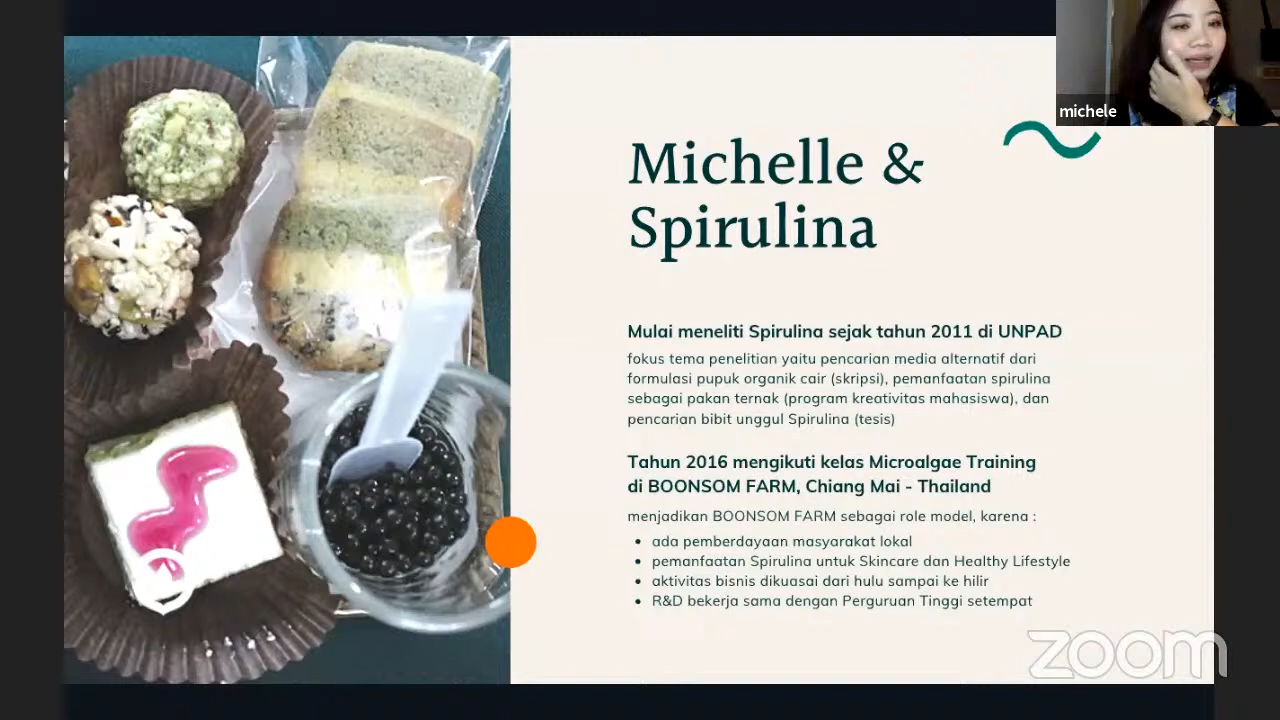 michele
Michelle &
Spirulina
Mulai meneliti Spirulina sejak tahun 2011 di UNPAD
fokus tema penelitian yaitu pencarian media alternatif dari
formulasi pupuk organik cair (skripsi), pemanfaatan spirulina
sebagai pakan ternak (program kreativitas mahasiswa), dan
pencarian bibit unggul Spirulina (tesis)
Tahun 2016 mengikuti kelas Microalgae Training
di BOONSOM FARM, Chiang Mai - Thailand
menjadikan BOONSOM FARM sebagai role model, karena :
• ada pemberdayaan masyarakat lokal
• pemanfaatan Spirulina untuk Skincare dan Healthy Lifestyle
• aktivitas bisnis dikuasai dari hulu sampai ke hilir
• R&D bekerja sama dengan Perguruan Tinggi setempat
zoom